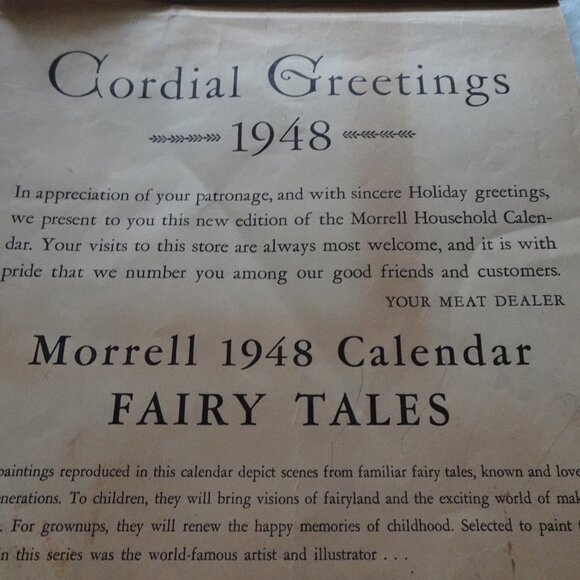 Cordial Greetings
1948
In appreciation of your patronage, and with sincere Holiday greetings,
we present to you this new edition of the Morrell Household Calen-
dar. Your visits to this store are always most welcome, and it is with
pride that we number you among our good friends and customers.
YOUR MEAT DEALER
Morrell 1948 Calendar
FAIRY TALES
paintings reproduced in this calendar depict scenes from familiar fairy tales, known and love
nerations. To children, they will bring visions of fairyland and the exciting world of mak
. For grownups, they will renew the happy memories of childhood. Selected to paint
in this series was the world-famous artist and illustrator . . .